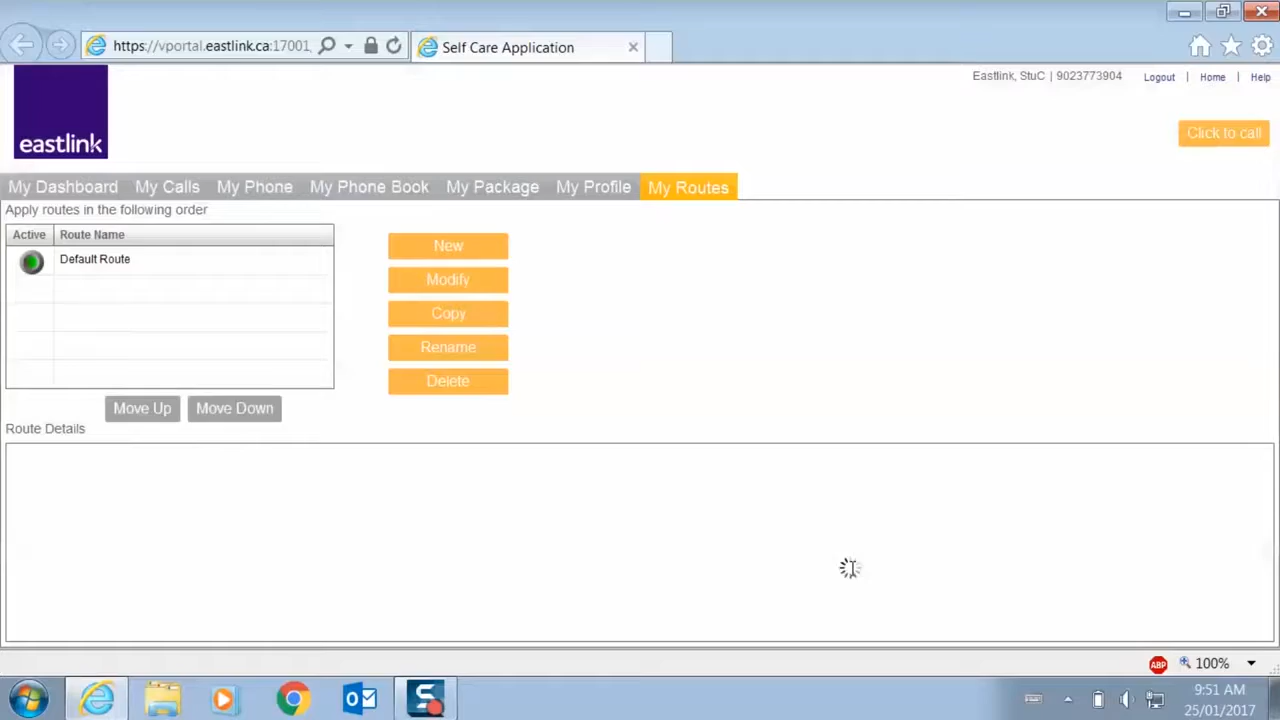 https://vportal.eastlink.ca:17001
Self Care Application
eastlink
Eastlink, StuC | 9023773904
Logout | Home | Help
Click to call
My Dashboard My Calls My Phone My Phone Book My Package My Profile My Routes
Apply routes in the following order
Active Route Name
Default Route
New
Modify
Copy
Rename
Delete
Move Up Move Down
Route Details
ABP 100%
9:51 AM
25/01/2017